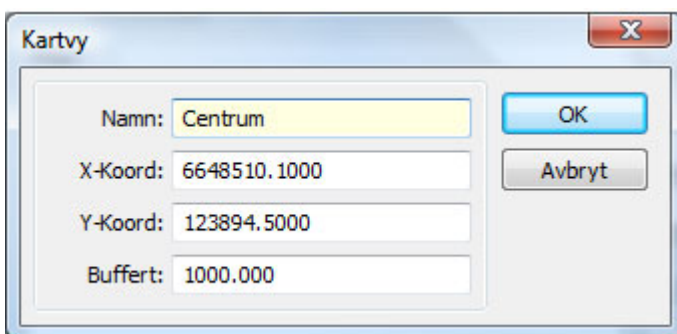 Kartvy
Namn: Centrum
OK
X-Koord: 6648510.1000
Avbryt
Y-Koord: 123894.5000
Buffert: 1000.000